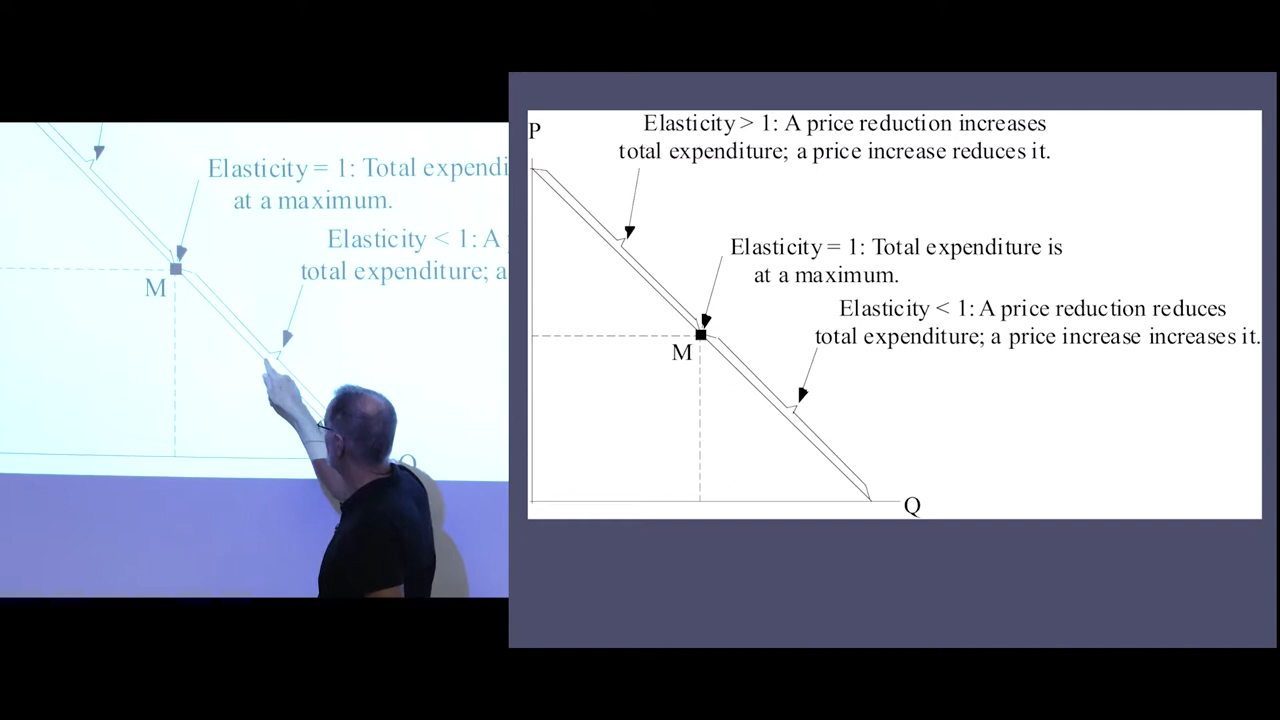 Elasticity = 1: Total expendi
at a maximum.
Elasticity < 1: A
total expenditure; a
M
Q
P
Elasticity > 1: A price reduction increases
total expenditure; a price increase reduces it.
Elasticity = 1: Total expenditure is
at a maximum.
M
Elasticity < 1: A price reduction reduces
total expenditure; a price increase increases it.
Q